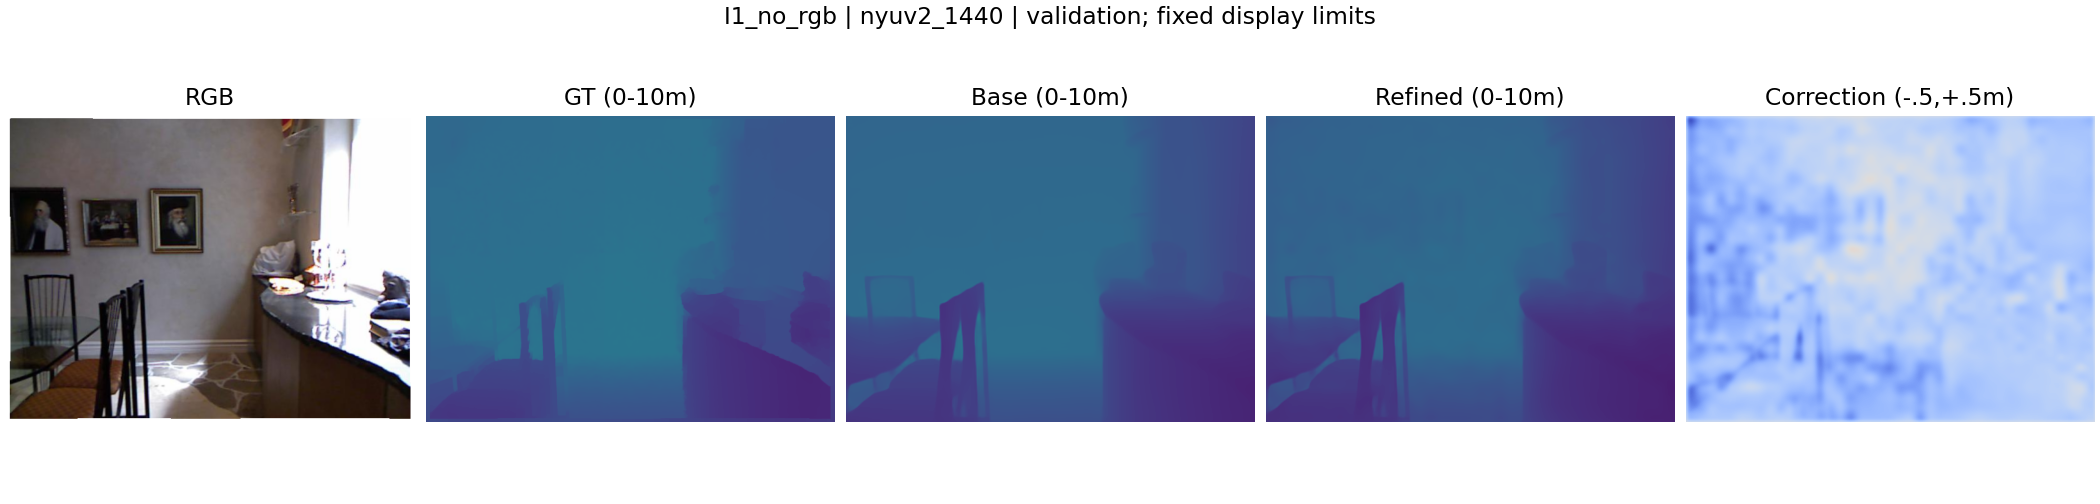 I1_no_rgb | nyuv2_1440 | validation; fixed display limits
RGB
GT (0-10m)
Base (0-10m)
Refined (0-10m)
Correction (-.5,+.5m)